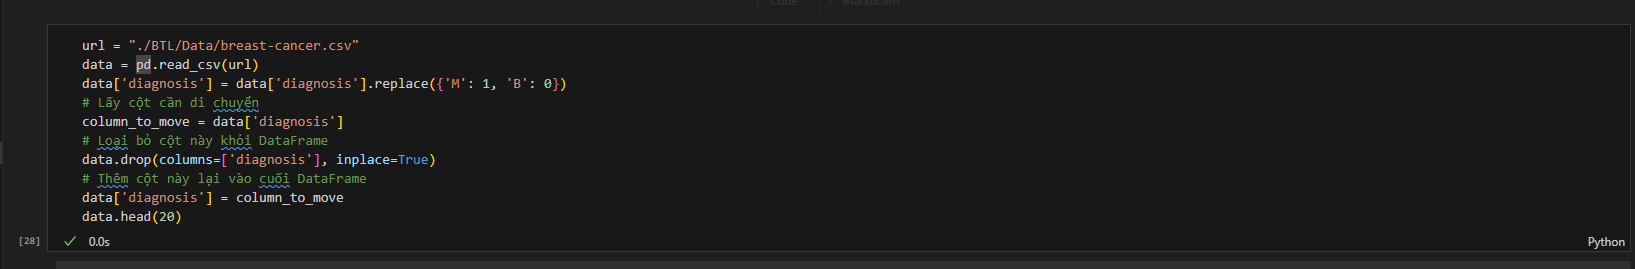 Code Markdown
url = "./BTL/Data/breast-cancer.csv"
data = pd.read_csv(url)
data['diagnosis'] = data['diagnosis'].replace({'M': 1, 'B': 0})
# Lấy cột cần di chuyển
column_to_move = data['diagnosis']
# Loại bỏ cột này khỏi DataFrame
data.drop(columns=['diagnosis'], inplace=True)
# Thêm cột này lại vào cuối DataFrame
data['diagnosis'] = column_to_move
data.head(20)
[28] 0.0s Python